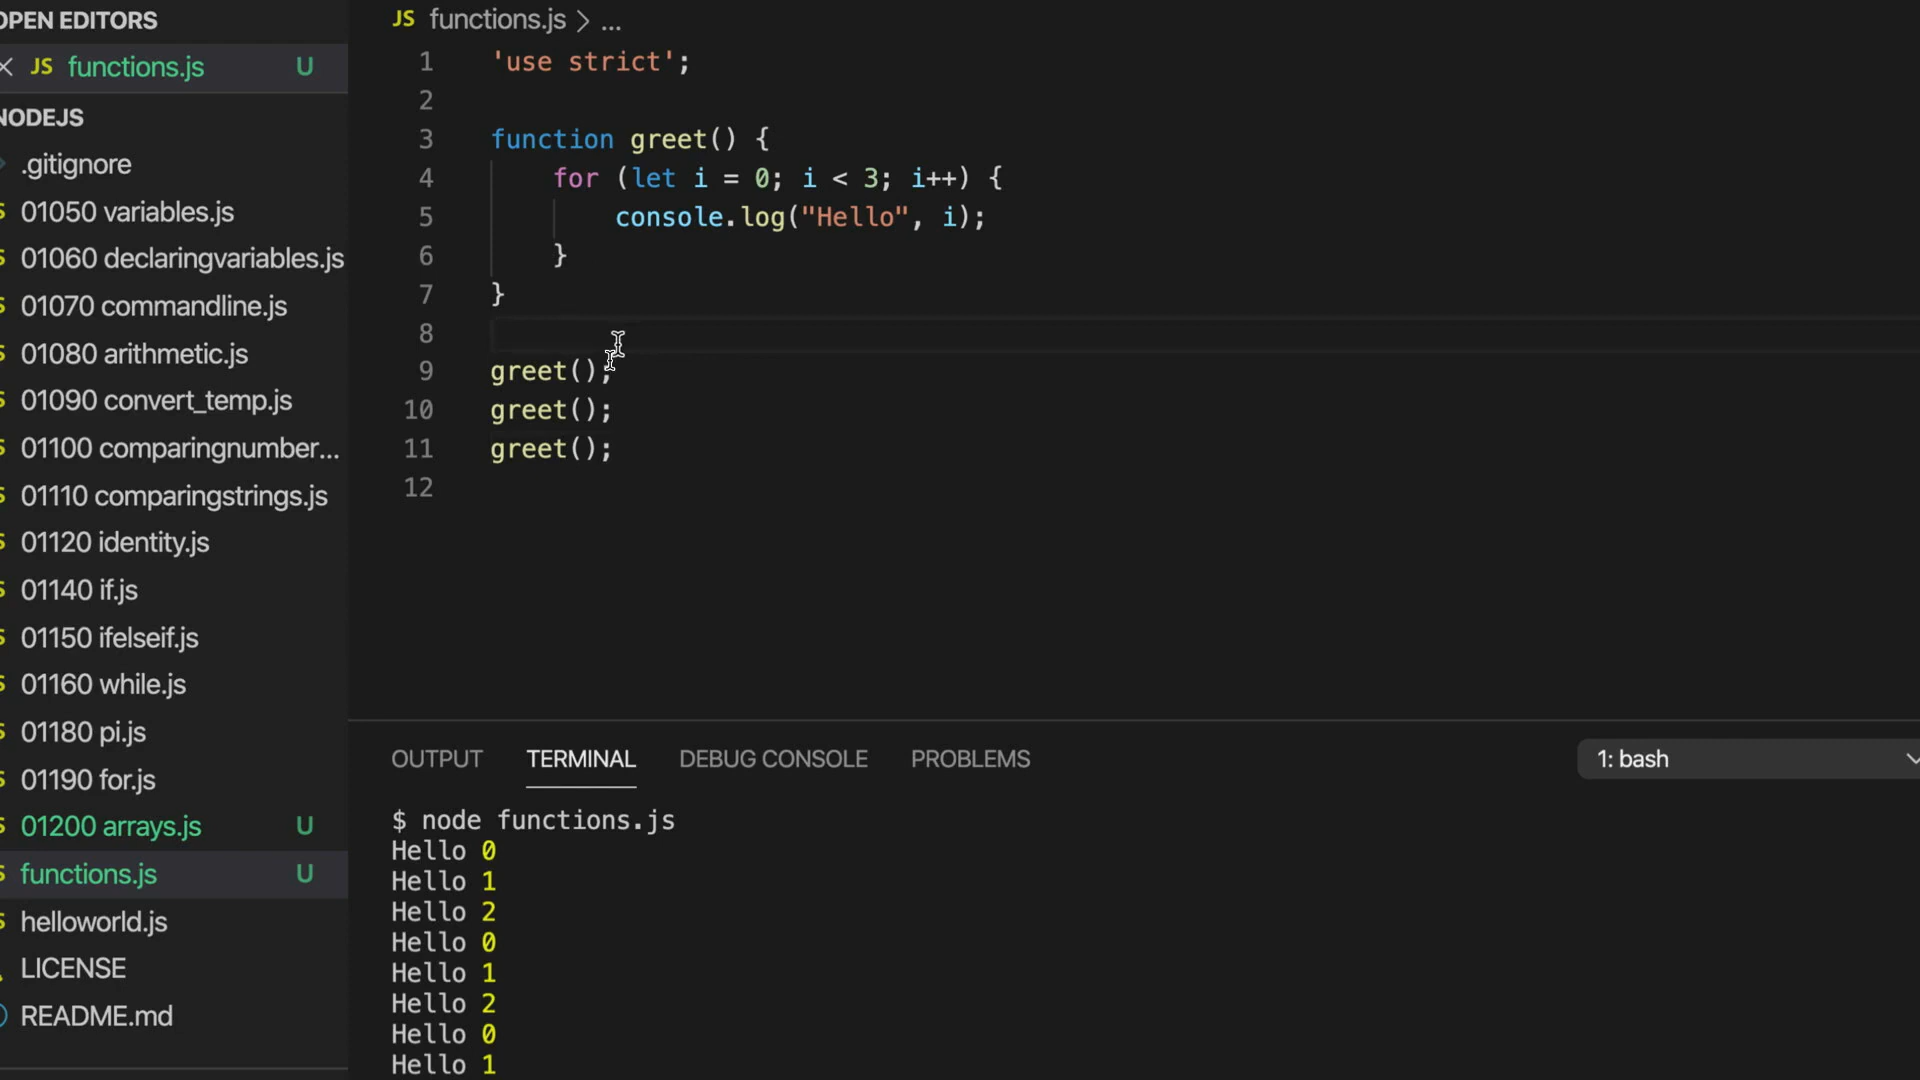 OPEN EDITORS
JS functions.js U
NODEJS
.gitignore
01050 variables.js
01060 declaringvariables.js
01070 commandline.js
01080 arithmetic.js
01090 convert_temp.js
01100 comparingnumber...
01110 comparingstrings.js
01120 identity.js
01140 if.js
01150 ifelseif.js
01160 while.js
01180 pi.js
01190 for.js
01200 arrays.js U
functions.js U
helloworld.js
LICENSE
README.md
JS functions.js > ...
1 'use strict';
2
3 function greet() {
4 for (let i = 0; i < 3; i++) {
5 console.log("Hello", i);
6 }
7 }
8
9 greet();
10 greet();
11 greet();
12
OUTPUT TERMINAL DEBUG CONSOLE PROBLEMS 1: bash
$ node functions.js
Hello 0
Hello 1
Hello 2
Hello 0
Hello 1
Hello 2
Hello 0
Hello 1